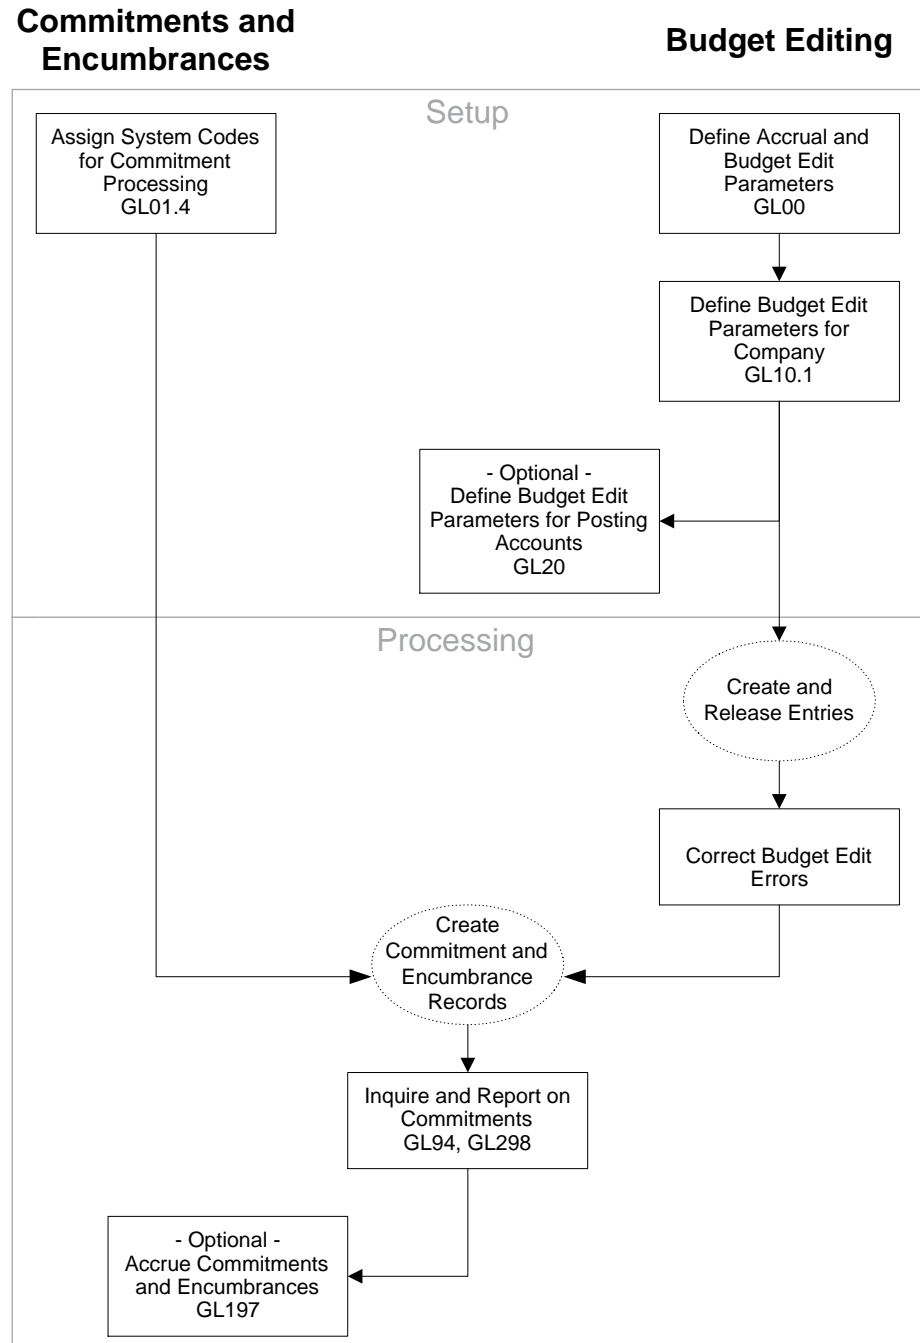 Commitments and
Encumbrances
Budget Editing
Setup
Assign System Codes
for Commitment
Processing
GL01.4
Define Accrual and
Budget Edit
Parameters
GL00
Define Budget Edit
Parameters for
Company
GL10.1
- Optional -
Define Budget Edit
Parameters for Posting
Accounts
GL20
Processing
Create and
Release Entries
Correct Budget Edit
Errors
Create
Commitment and
Encumbrance
Records
Inquire and Report on
Commitments
GL94, GL298
- Optional -
Accrue Commitments
and Encumbrances
GL197